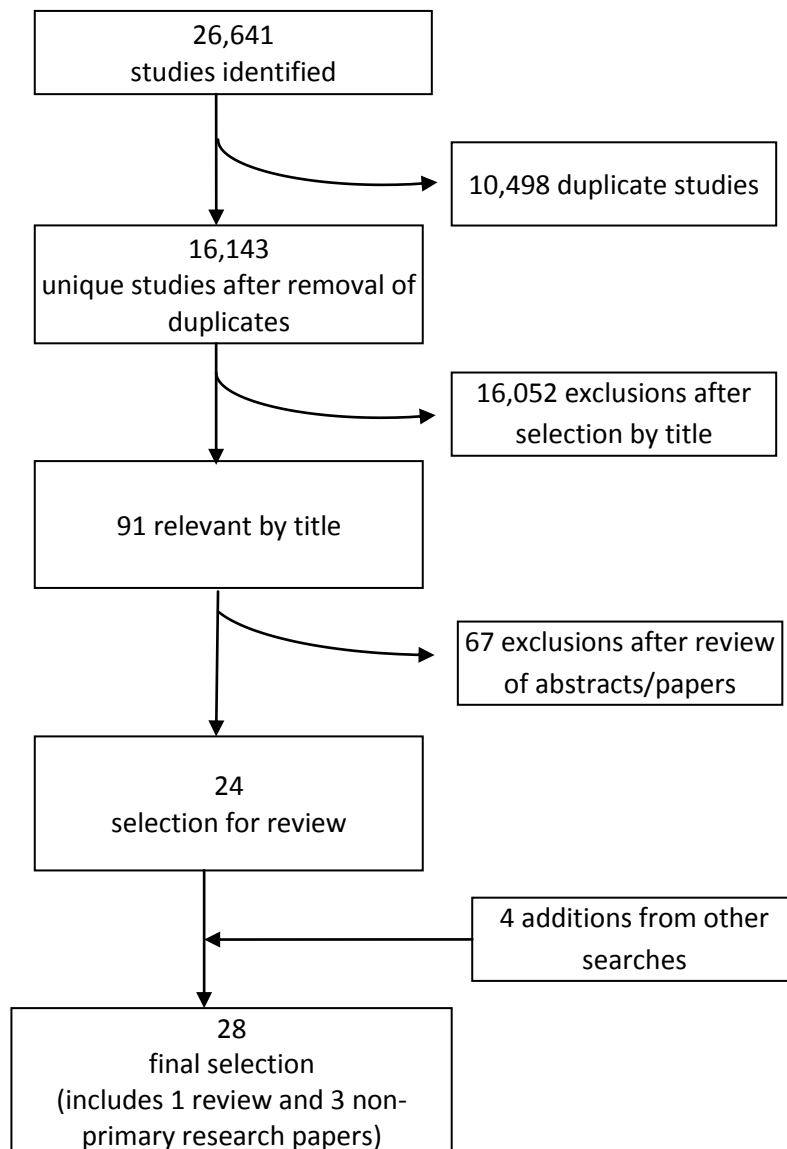 26,641
studies identified
10,498 duplicate studies
16,143
unique studies after removal of
duplicates
16,052 exclusions after
selection by title
91 relevant by title
67 exclusions after review
of abstracts/papers
24
selection for review
4 additions from other
searches
28
final selection
(includes 1 review and 3 non-
primary research papers)